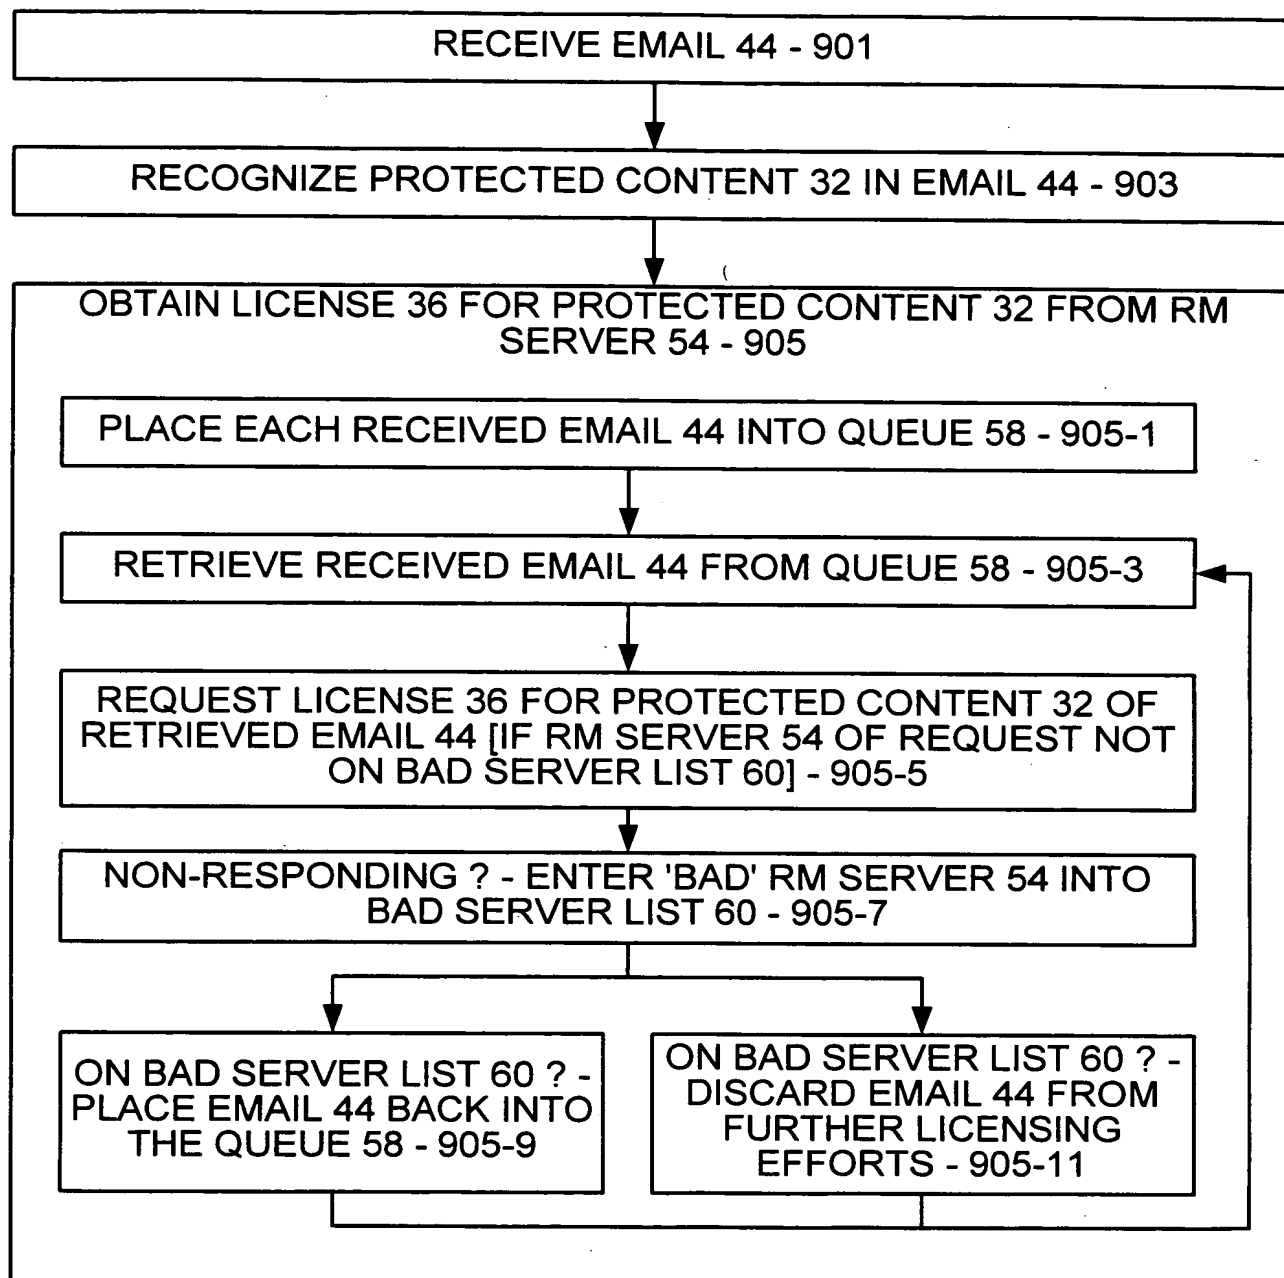 RECEIVE EMAIL 44 - 901
RECOGNIZE PROTECTED CONTENT 32 IN EMAIL 44 - 903
OBTAIN LICENSE 36 FOR PROTECTED CONTENT 32 FROM RM
SERVER 54 - 905
PLACE EACH RECEIVED EMAIL 44 INTO QUEUE 58 - 905-1
RETRIEVE RECEIVED EMAIL 44 FROM QUEUE 58 - 905-3
REQUEST LICENSE 36 FOR PROTECTED CONTENT 32 OF
RETRIEVED EMAIL 44 [IF RM SERVER 54 OF REQUEST NOT
ON BAD SERVER LIST 60] - 905-5
NON-RESPONDING ? - ENTER 'BAD' RM SERVER 54 INTO
BAD SERVER LIST 60 - 905-7
ON BAD SERVER LIST 60 ? -
PLACE EMAIL 44 BACK INTO
THE QUEUE 58 - 905-9
ON BAD SERVER LIST 60 ? -
DISCARD EMAIL 44 FROM
FURTHER LICENSING
EFFORTS - 905-11